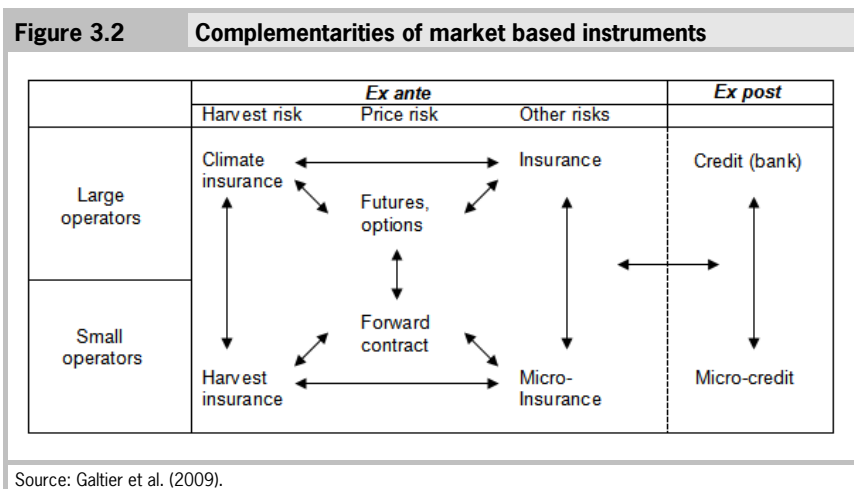 Figure 3.2 Complementarities of market based instruments
Ex ante Ex post
Harvest risk Price risk Other risks
Large
operators
Climate
insurance
Futures,
options
Insurance
Credit (bank)
Small
operators
Harvest
insurance
Forward
contract
Micro-
Insurance
Micro-credit
Source: Galtier et al. (2009).